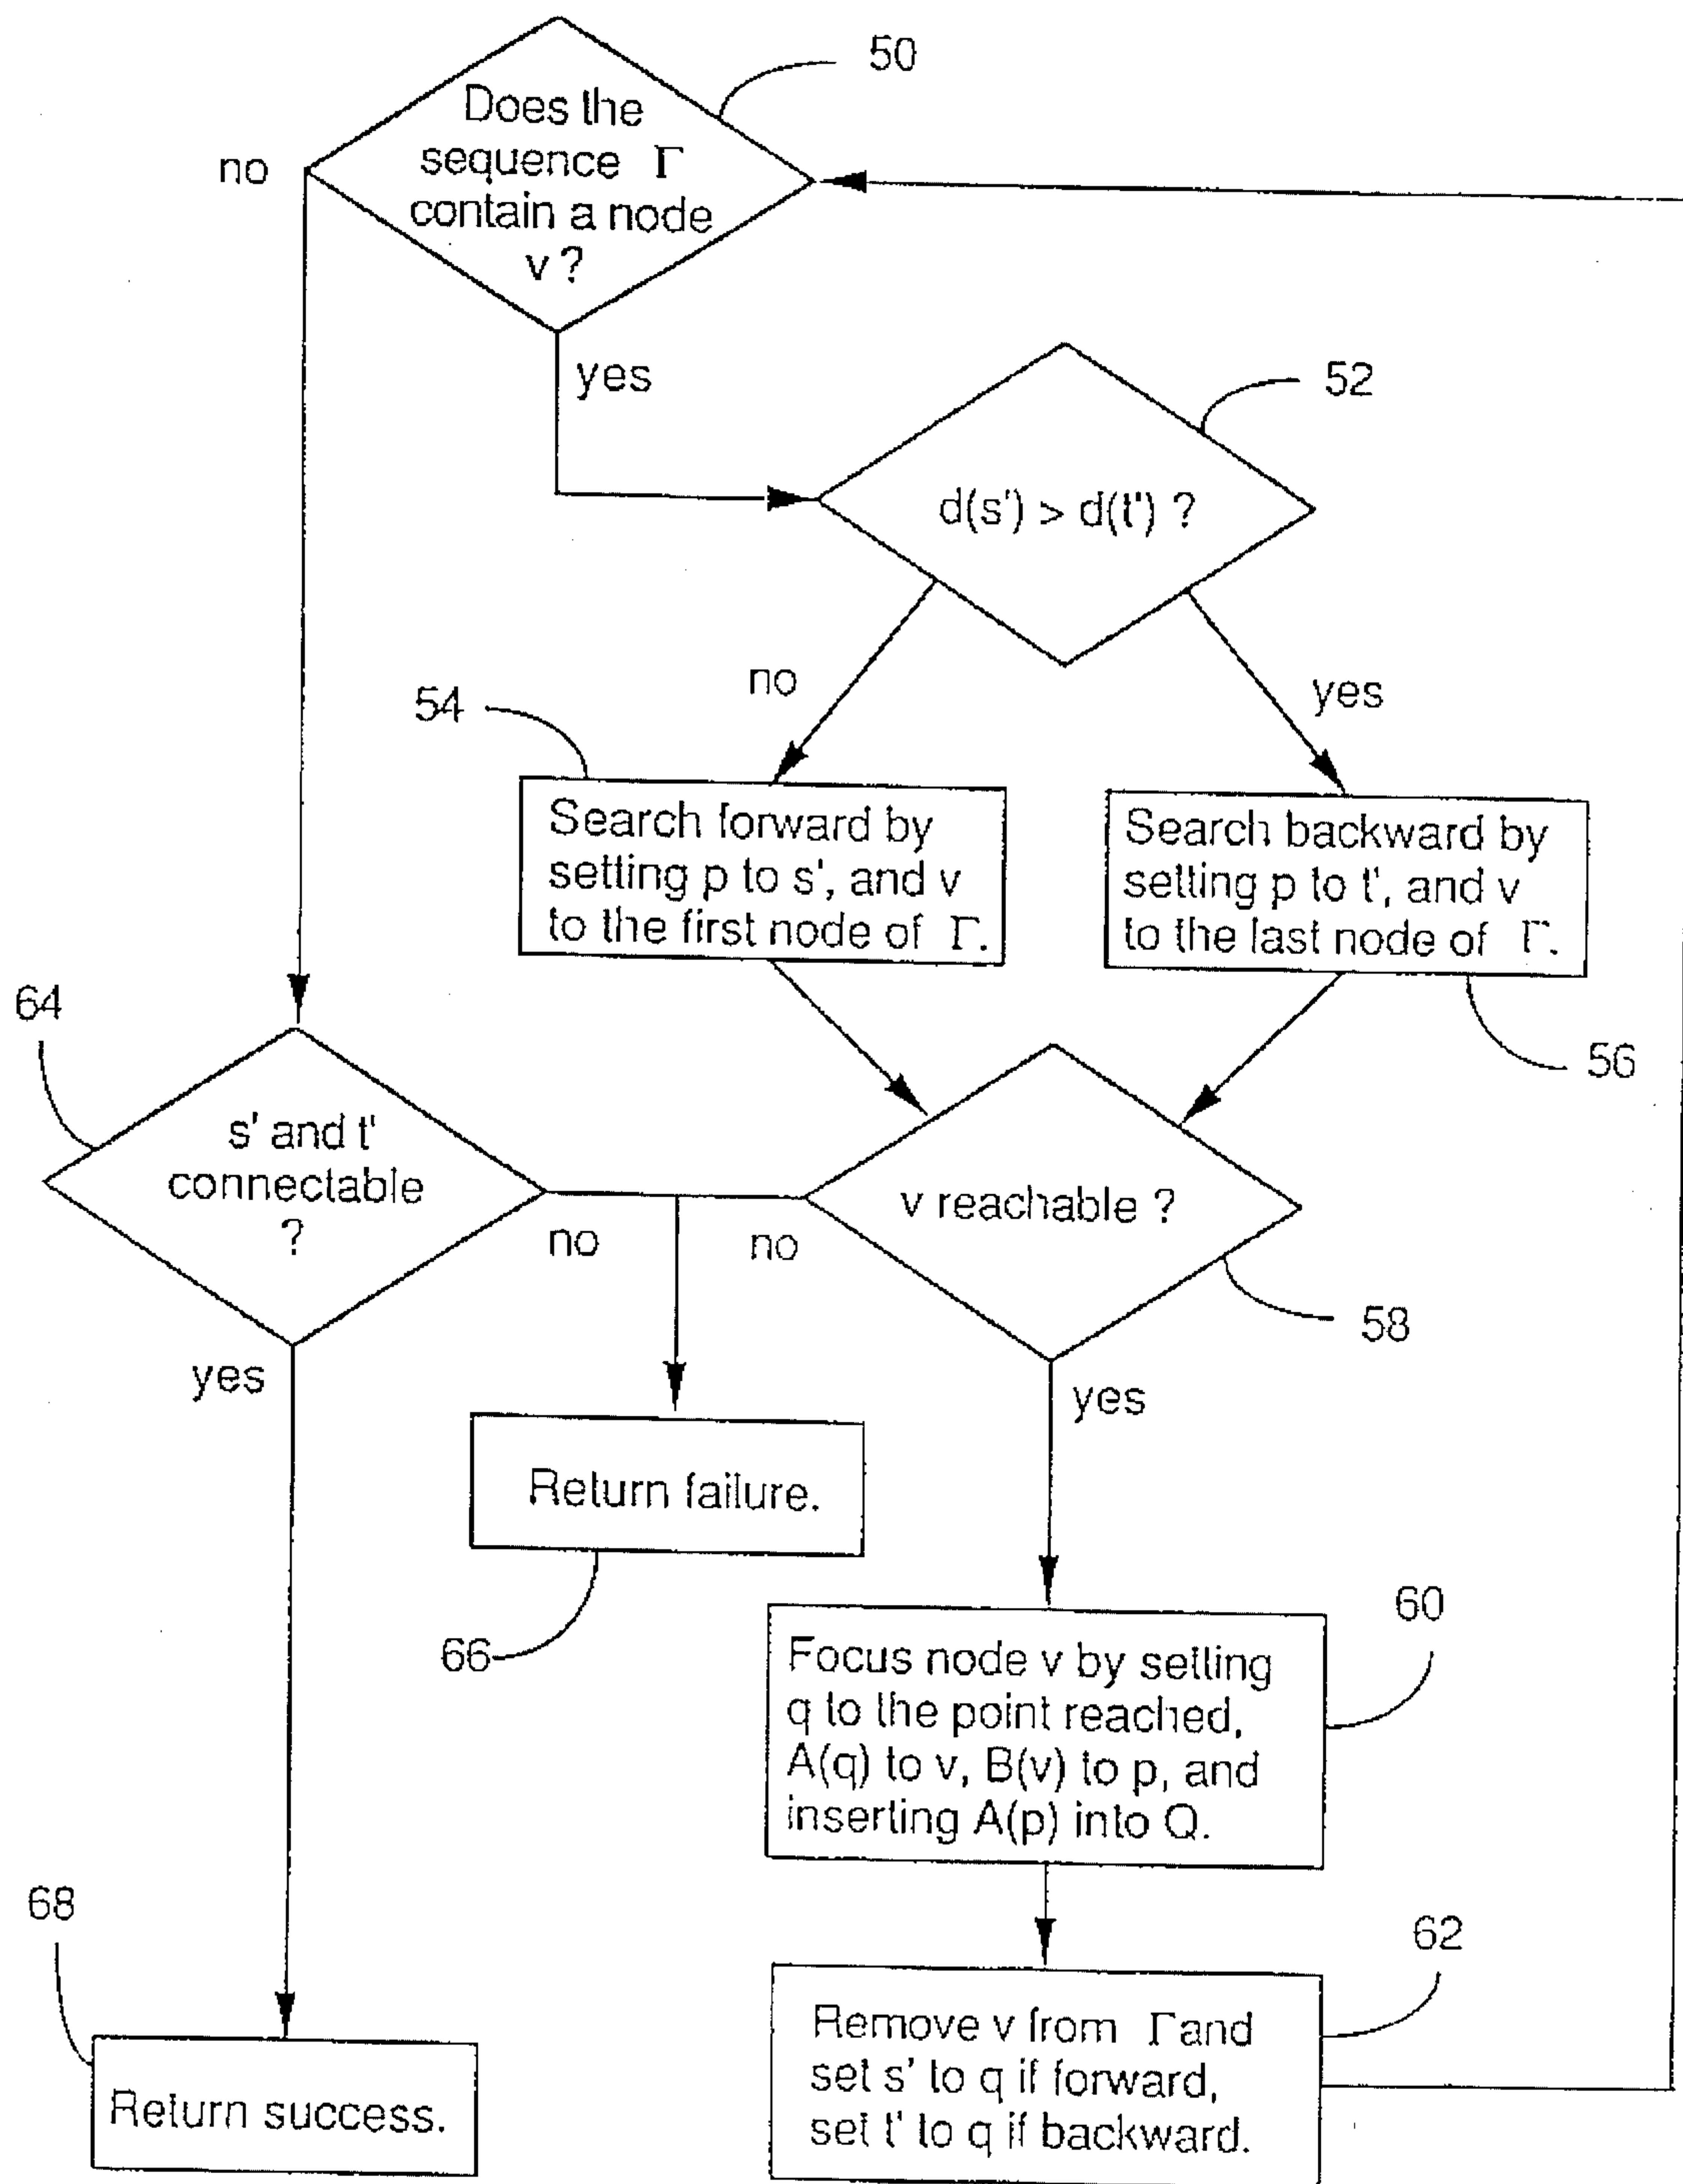 50
Does the
sequence Γ
contain a node
v ?
no
yes
52
d(s') > d(t') ?
no
yes
54
Search forward by
setting p to s', and v
to the first node of Γ.
Search backward by
setting p to t', and v
to the last node of Γ.
56
64
s' and t'
connectable
?
no
v reachable ?
no
58
yes
yes
Return failure.
66
60
Focus node v by setting
q to the point reached,
A(q) to v, B(v) to p, and
inserting A(p) into Q.
62
Remove v from Γ and
set s' to q if forward,
set t' to q if backward.
68
Return success.